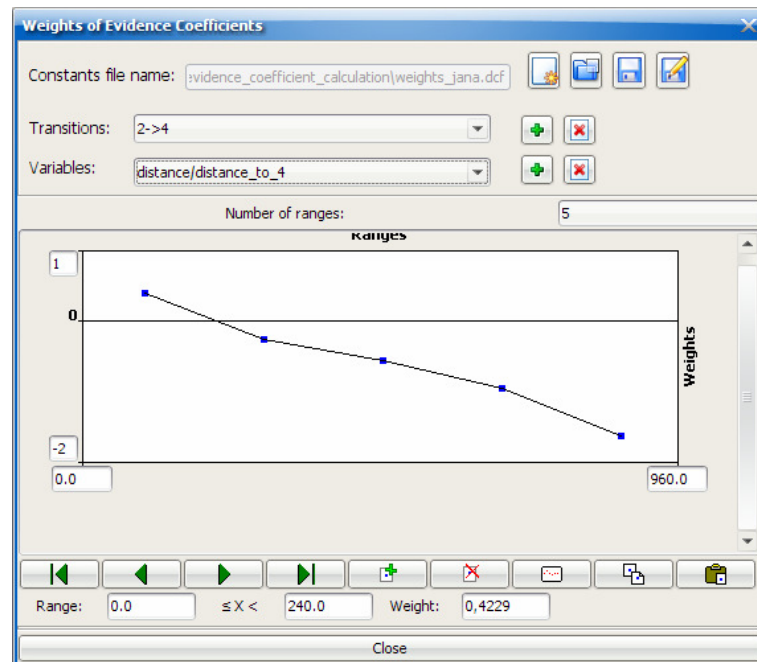 Weights of Evidence Coefficients
Constants file name: vidence_coefficient_calculation\weights_jana.dcf
Transitions: 2->4
Variables: distance/distance_to_4
Number of ranges: 5
Ranges
1
0
Weights
-2
0.0 960.0
Range: 0.0 ≤ X < 240.0 Weight: 0,4229
Close